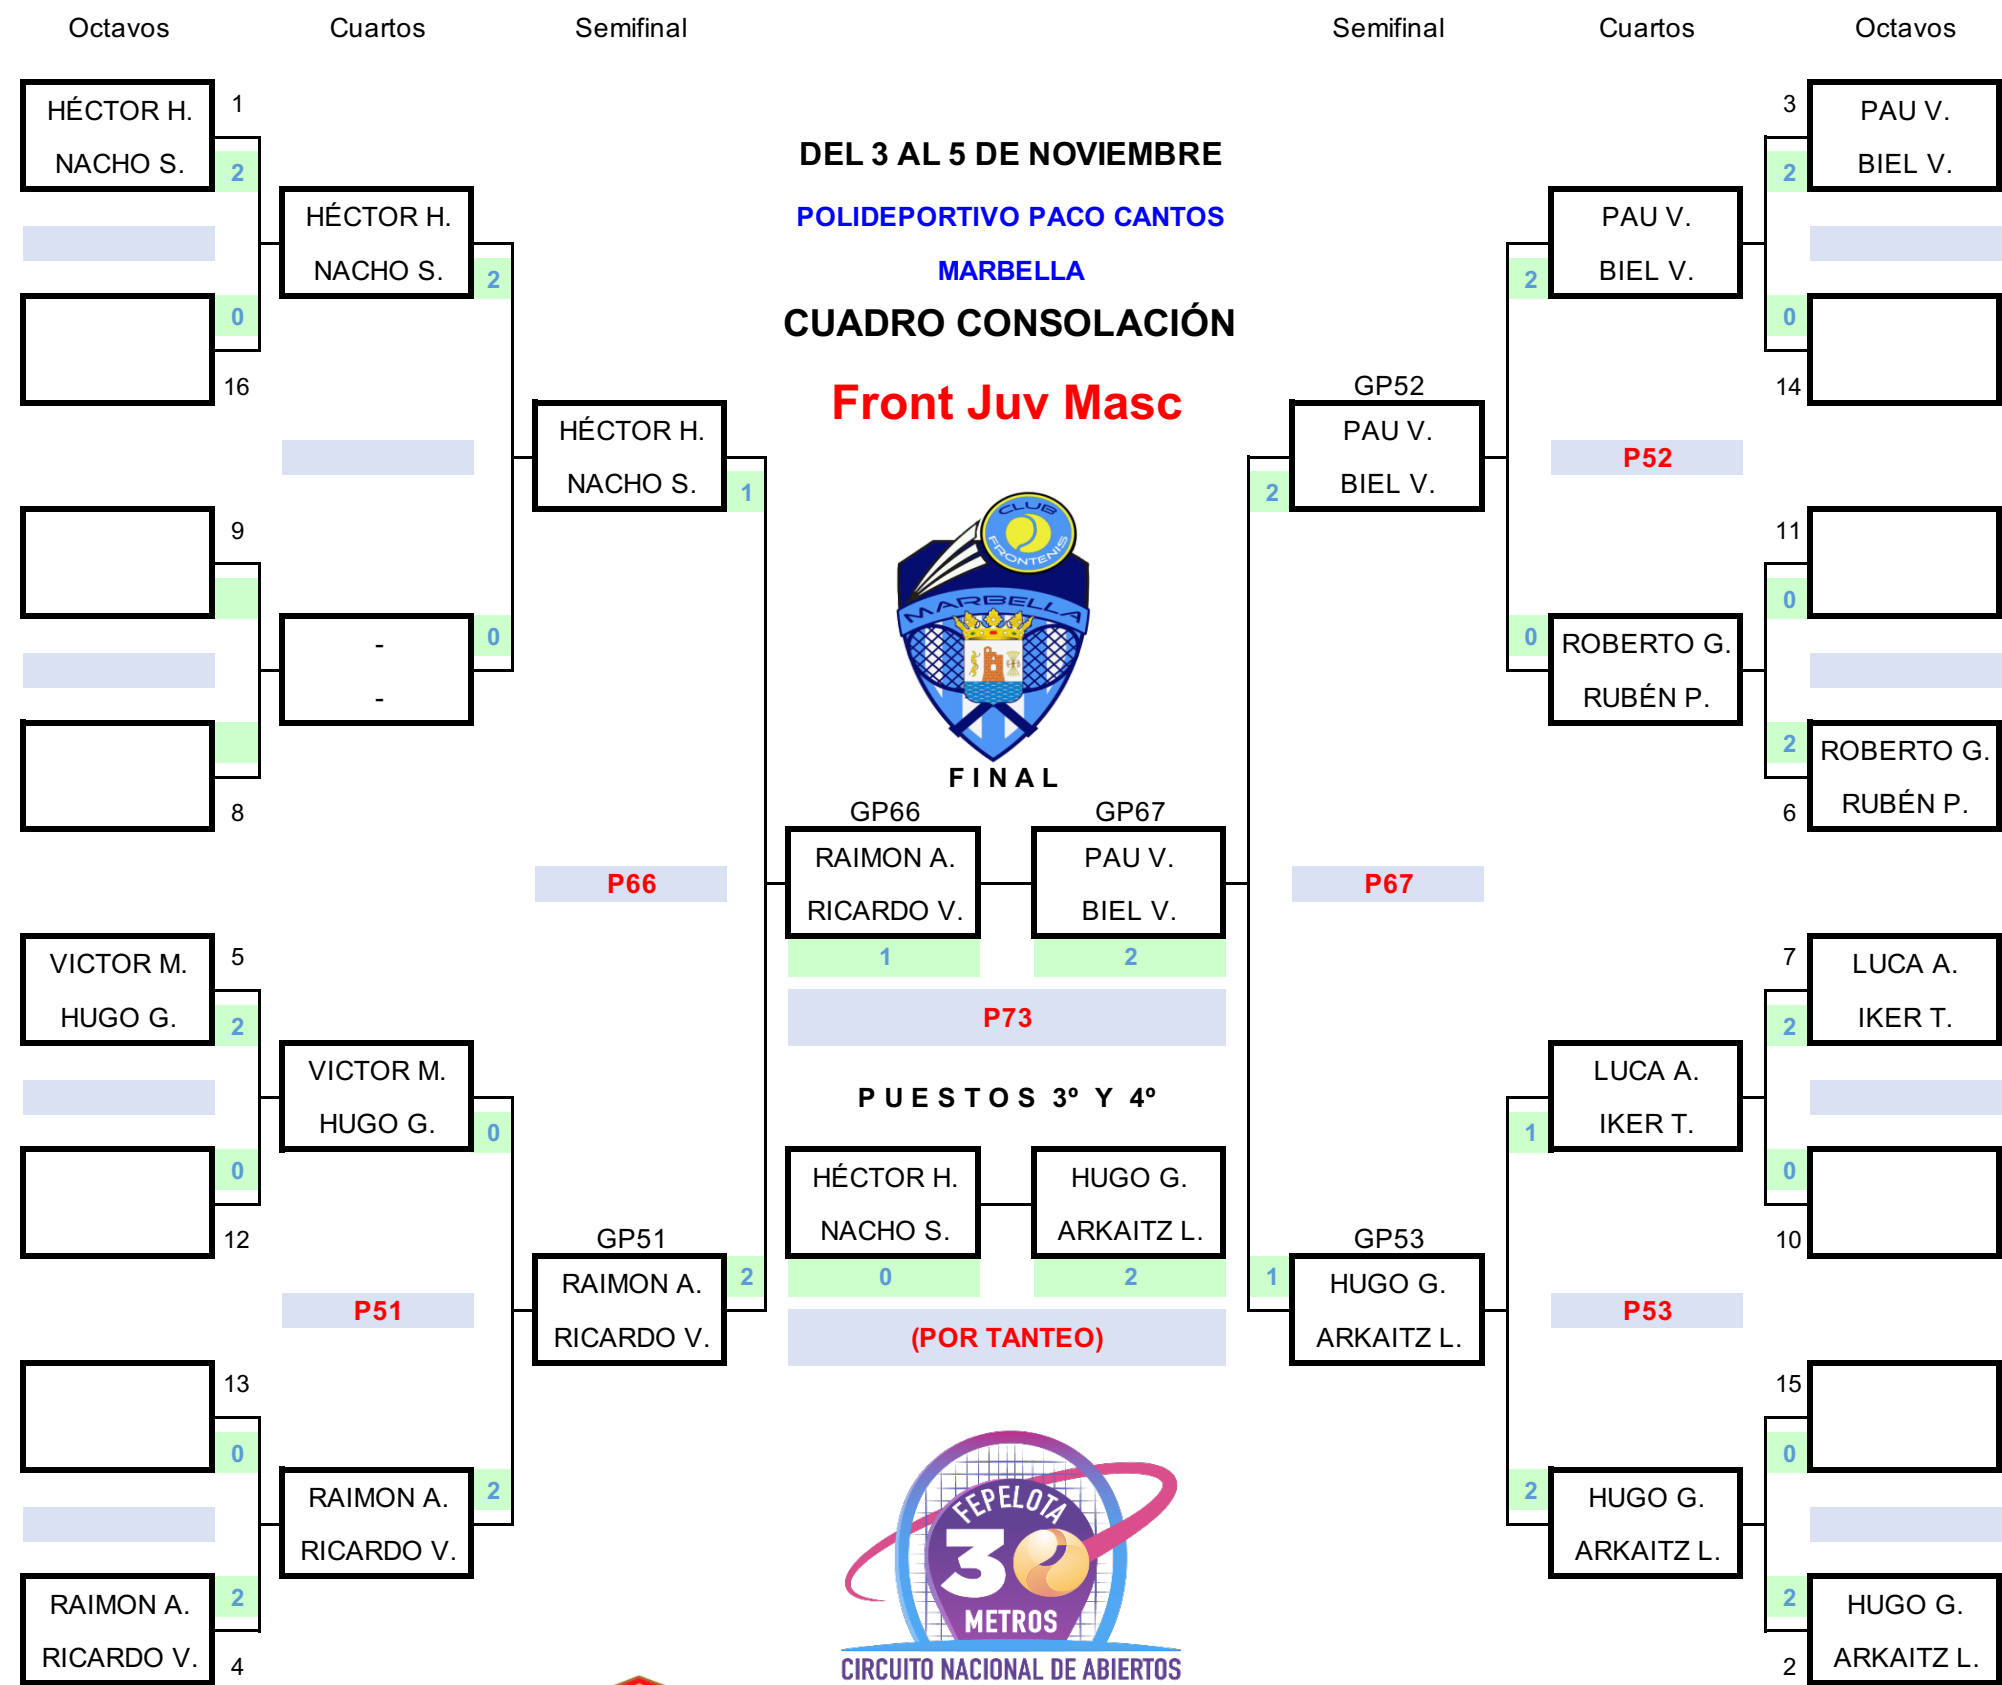 Octavos
Cuartos
Semifinal
Semifinal
Cuartos
Octavos
HÉCTOR H.
NACHO S.
1
2
0
16
9
8
VICTOR M.
HUGO G.
5
2
0
12
13
0
2
RAIMON A.
RICARDO V.
4
HÉCTOR H.
NACHO S.
2
-
-
0
VICTOR M.
HUGO G.
0
P51
RAIMON A.
RICARDO V.
2
HÉCTOR H.
NACHO S.
1
P66
GP51
RAIMON A.
RICARDO V.
2
DEL 3 AL 5 DE NOVIEMBRE
POLIDEPORTIVO PACO CANTOS
MARBELLA
CUADRO CONSOLACIÓN
Front Juv Masc
CLUB
FRONTENIS
MARBELLA
FINAL
GP66
GP67
RAIMON A.
RICARDO V.
PAU V.
BIEL V.
1
2
P73
PUESTOS 3º Y 4º
HÉCTOR H.
NACHO S.
HUGO G.
ARKAITZ L.
0
2
(POR TANTEO)
FEPELOTA
30
METROS
CIRCUITO NACIONAL DE ABIERTOS
GP52
PAU V.
BIEL V.
2
P67
GP53
HUGO G.
ARKAITZ L.
1
PAU V.
BIEL V.
2
P52
0
ROBERTO G.
RUBÉN P.
LUCA A.
IKER T.
1
P53
2
HUGO G.
ARKAITZ L.
3
PAU V.
BIEL V.
2
0
14
11
0
2
ROBERTO G.
RUBÉN P.
6
7
LUCA A.
IKER T.
2
0
10
15
0
2
HUGO G.
ARKAITZ L.
2